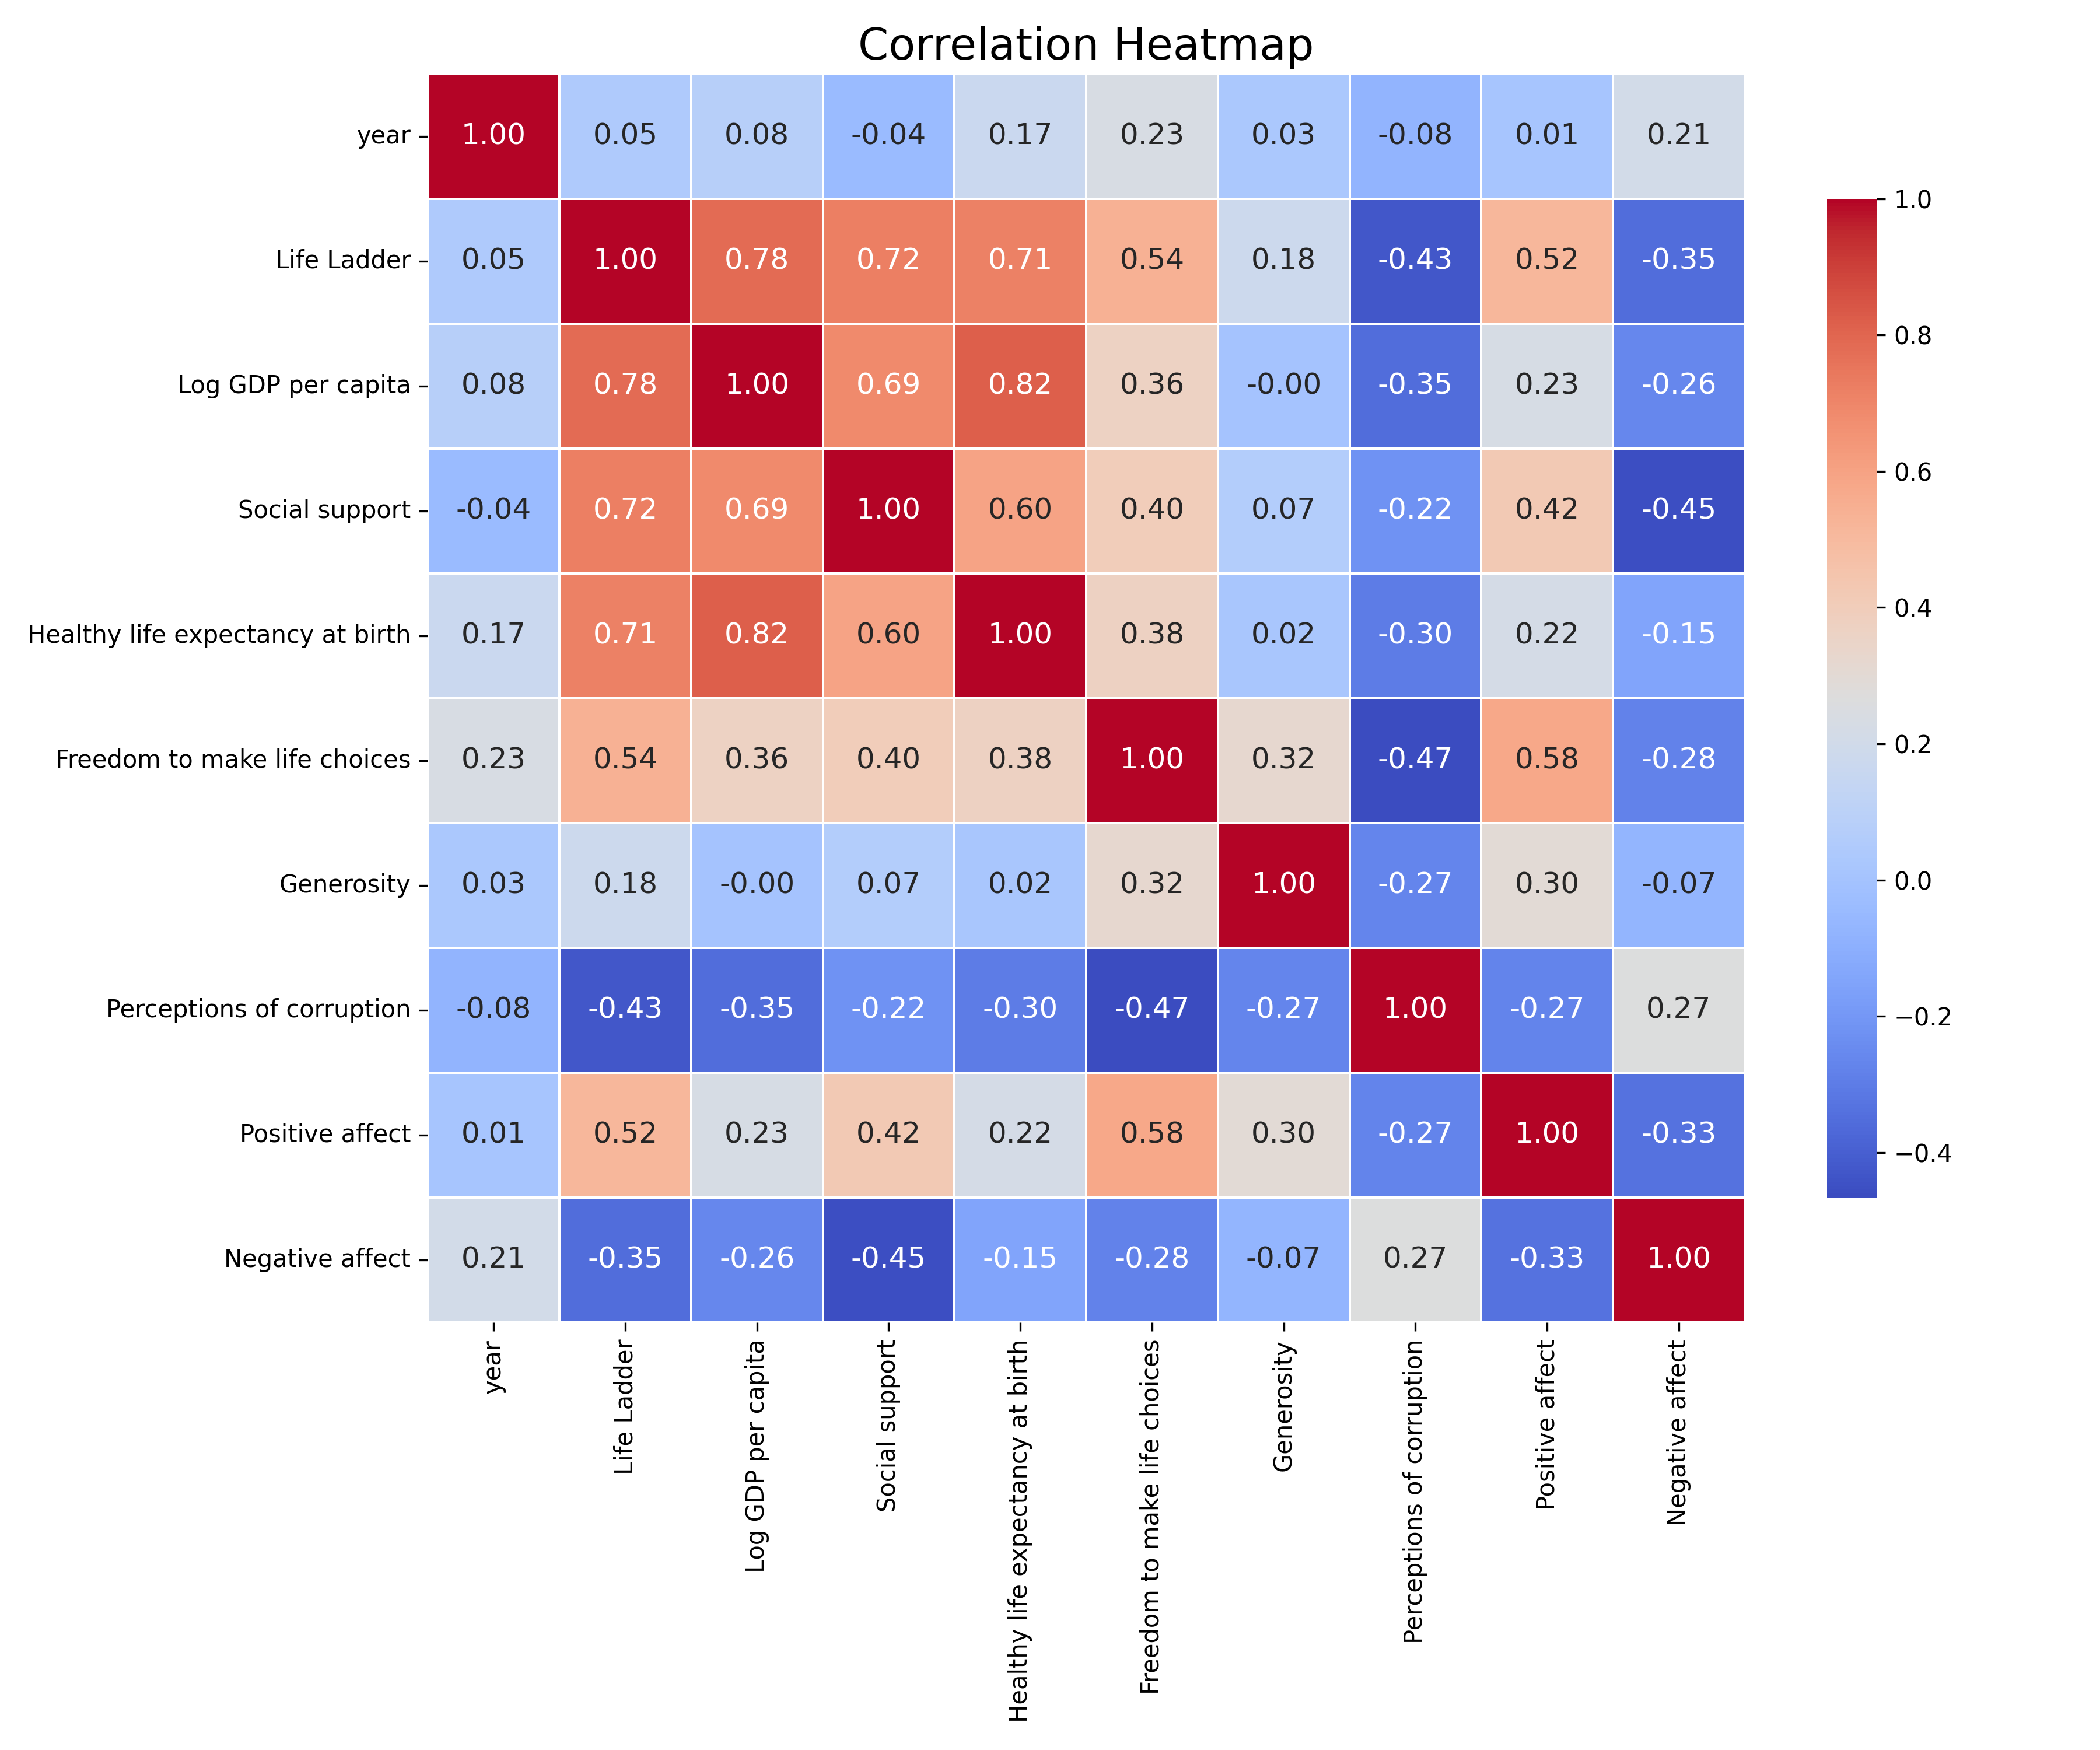 Correlation Heatmap
year 1.00 0.05 0.08 -0.04 0.17 0.23 0.03 -0.08 0.01 0.21
Life Ladder 0.05 1.00 0.78 0.72 0.71 0.54 0.18 -0.43 0.52 -0.35
Log GDP per capita 0.08 0.78 1.00 0.69 0.82 0.36 -0.00 -0.35 0.23 -0.26
Social support -0.04 0.72 0.69 1.00 0.60 0.40 0.07 -0.22 0.42 -0.45
Healthy life expectancy at birth 0.17 0.71 0.82 0.60 1.00 0.38 0.02 -0.30 0.22 -0.15
Freedom to make life choices 0.23 0.54 0.36 0.40 0.38 1.00 0.32 -0.47 0.58 -0.28
Generosity 0.03 0.18 -0.00 0.07 0.02 0.32 1.00 -0.27 0.30 -0.07
Perceptions of corruption -0.08 -0.43 -0.35 -0.22 -0.30 -0.47 -0.27 1.00 -0.27 0.27
Positive affect 0.01 0.52 0.23 0.42 0.22 0.58 0.30 -0.27 1.00 -0.33
Negative affect 0.21 -0.35 -0.26 -0.45 -0.15 -0.28 -0.07 0.27 -0.33 1.00
year
Life Ladder
Log GDP per capita
Social support
Healthy life expectancy at birth
Freedom to make life choices
Generosity
Perceptions of corruption
Positive affect
Negative affect
1.0
0.8
0.6
0.4
0.2
0.0
−0.2
−0.4